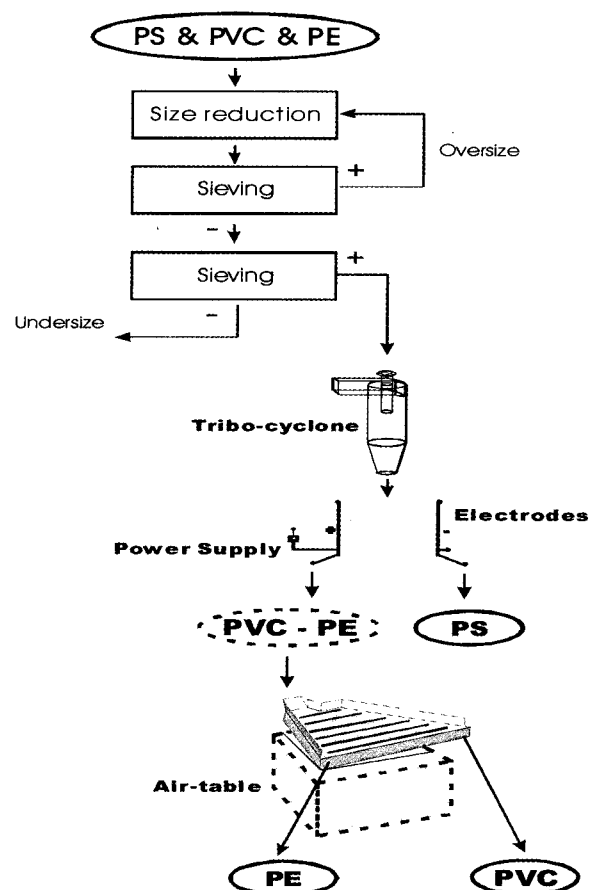 PS & PVC & PE
Size reduction
Oversize
+
Sieving
-
+
Sieving
-
Undersize
Tribo-cyclone
Electrodes
+
-
Power Supply
PVC - PE
PS
Air-table
PE
PVC